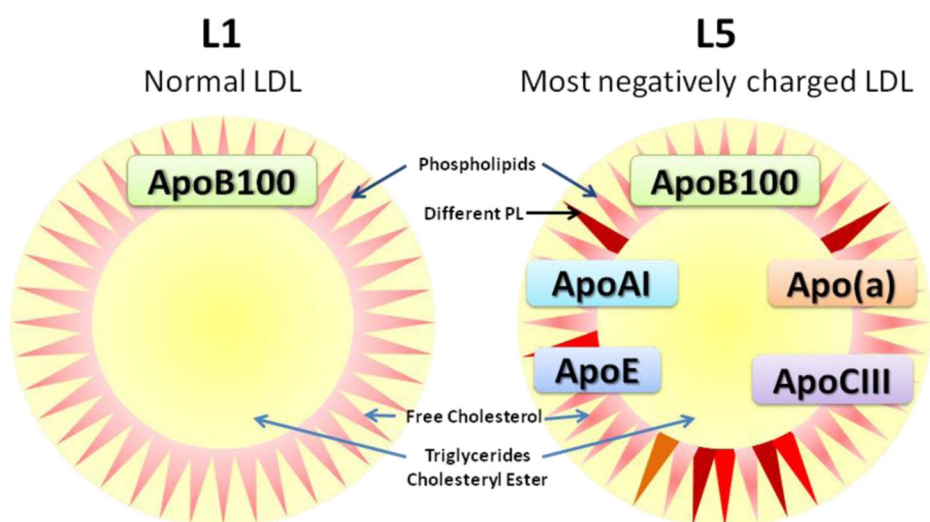 L1
Normal LDL
L5
Most negatively charged LDL
ApoB100
Phospholipids
ApoB100
Different PL
ApoAI
Apo(a)
ApoE
ApoCIII
Free Cholesterol
Triglycerides
Cholesteryl Ester